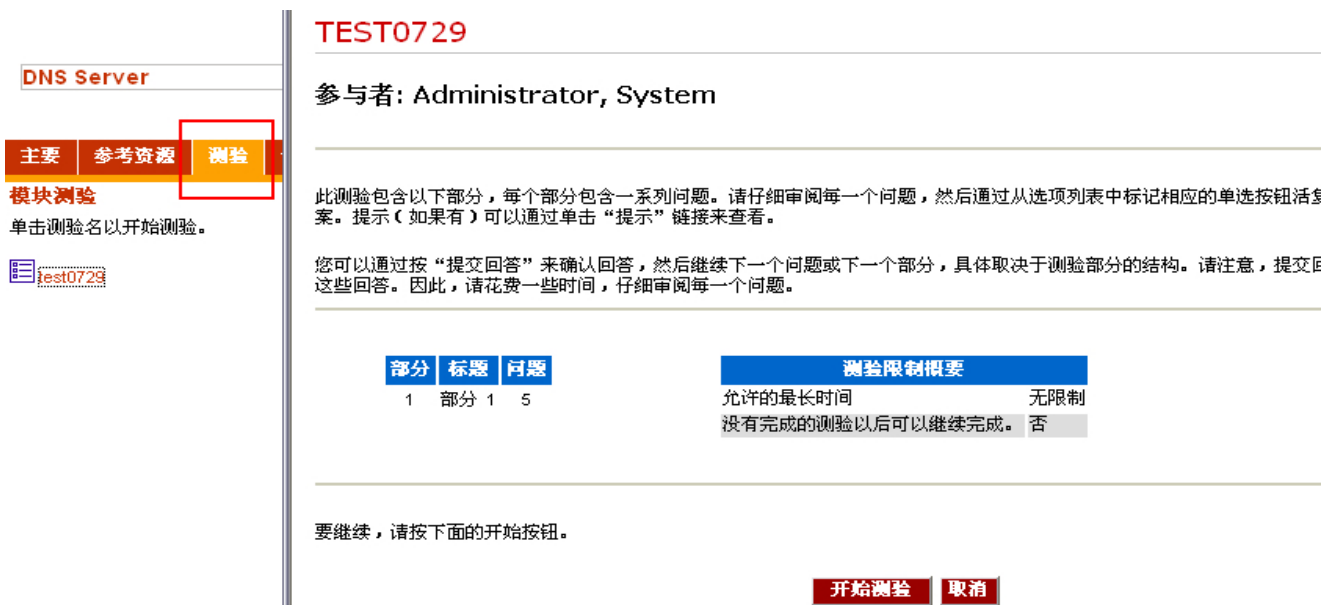 DNS Server
主要 参考资源 测验
模块测验
单击测验名以开始测验。
test0729
TEST0729
参与者: Administrator, System
此测验包含以下部分，每个部分包含一系列问题。请仔细审阅每一个问题，然后通过从选项列表中标记相应的单选按钮活
案。提示（如果有）可以通过单击“提示”链接来查看。
您可以通过按“提交回答”来确认回答，然后继续下一个问题或下一个部分，具体取决于测验部分的结构。请注意，提交
这些回答。因此，请花费一些时间，仔细审阅每一个问题。
部分 标题 问题
1 部分 1 5
测验限制概要
允许的最长时间 无限制
没有完成的测验以后可以继续完成。 否
要继续，请按下面的开始按钮。
开始测验 取消